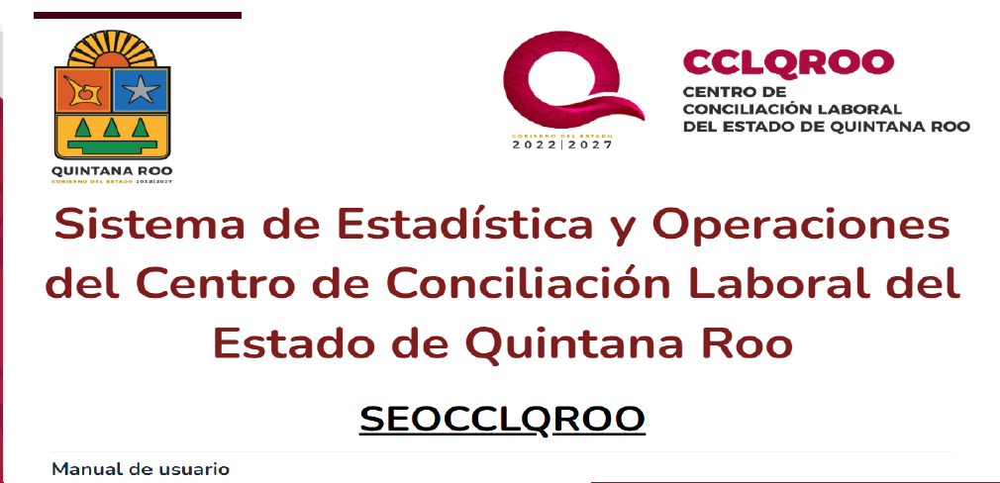 QUINTANA ROO
GOBIERNO DEL ESTADO 2022|2027
GOBIERNO DEL ESTADO
2022|2027
CCLQROO
CENTRO DE
CONCILIACIÓN LABORAL
DEL ESTADO DE QUINTANA ROO
Sistema de Estadística y Operaciones
del Centro de Conciliación Laboral del
Estado de Quintana Roo
SEOCCLQROO
Manual de usuario